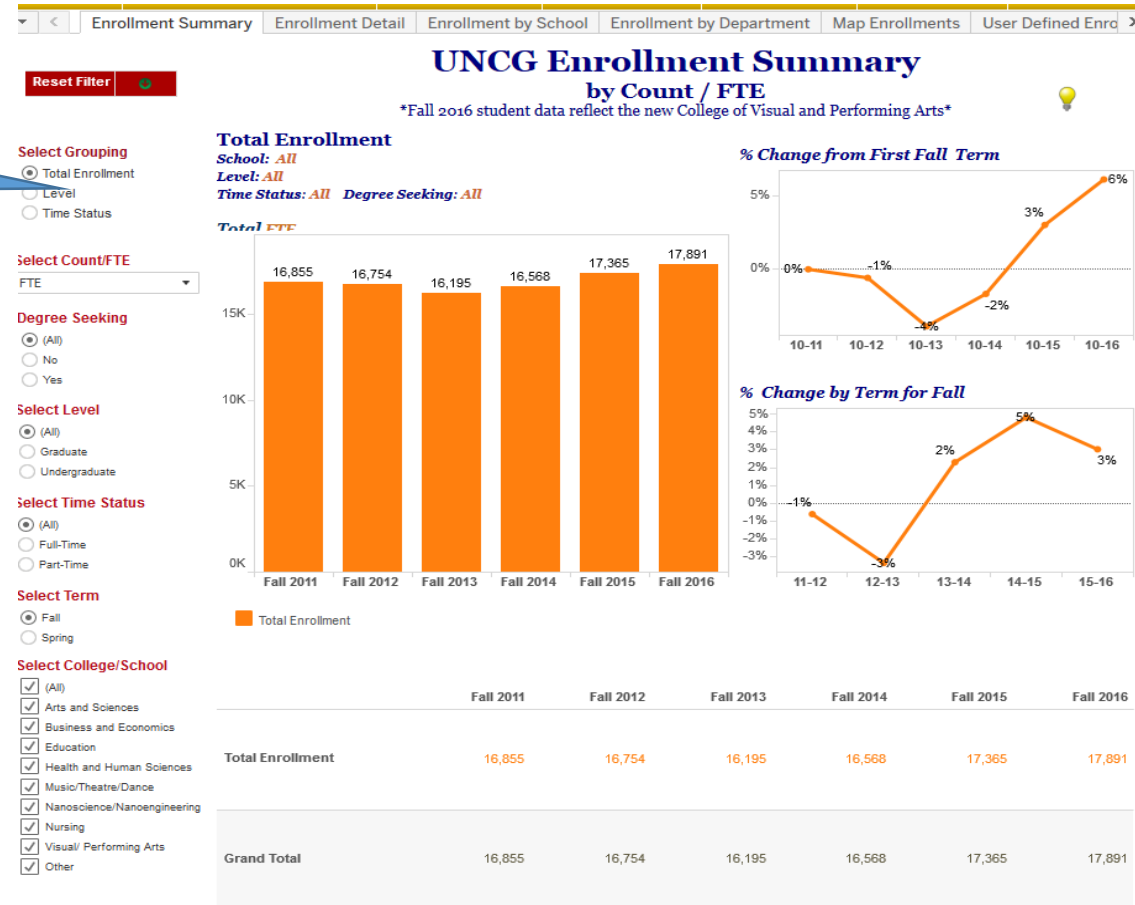 Enrollment Summary Enrollment Detail Enrollment by School Enrollment by Department Map Enrollments User Defined Enro
UNCG Enrollment Summary
by Count / FTE
*Fall 2016 student data reflect the new College of Visual and Performing Arts*
Reset Filter
Select Grouping
Total Enrollment
Level
Time Status
Select Count/FTE
FTE
Degree Seeking
(All)
No
Yes
Select Level
(All)
Graduate
Undergraduate
Select Time Status
(All)
Full-Time
Part-Time
Select Term
Fall
Spring
Select College/School
(All)
Arts and Sciences
Business and Economics
Education
Health and Human Sciences
Music/Theatre/Dance
Nanoscience/Nanoengineering
Nursing
Visual/ Performing Arts
Other
Total Enrollment
School: All
Level: All
Time Status: All Degree Seeking: All
Total FTE
16,855 16,754 16,195 16,568 17,365 17,891
15K
10K
5K
0K
Fall 2011 Fall 2012 Fall 2013 Fall 2014 Fall 2015 Fall 2016
Total Enrollment
% Change from First Fall Term
5%
0%
0% -1% -4% -2% 3% 6%
10-11 10-12 10-13 10-14 10-15 10-16
% Change by Term for Fall
5%
4%
3%
2%
1%
0%
-1%
-2%
-3%
-1% -3% 2% 5% 3%
11-12 12-13 13-14 14-15 15-16
Fall 2011 Fall 2012 Fall 2013 Fall 2014 Fall 2015 Fall 2016
Total Enrollment 16,855 16,754 16,195 16,568 17,365 17,891
Grand Total 16,855 16,754 16,195 16,568 17,365 17,891